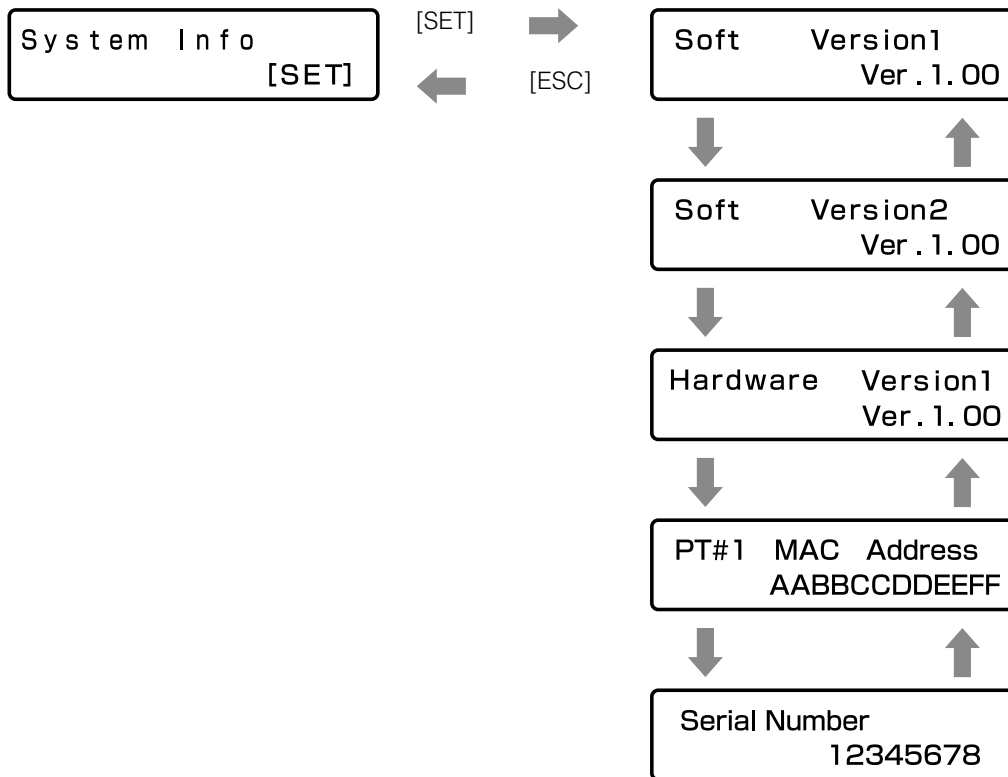 System Info
[SET]
[SET]
[ESC]
Soft Version1
Ver.1.00
Soft Version2
Ver.1.00
Hardware Version1
Ver.1.00
PT#1 MAC Address
AABBCCDDEEFF
Serial Number
12345678